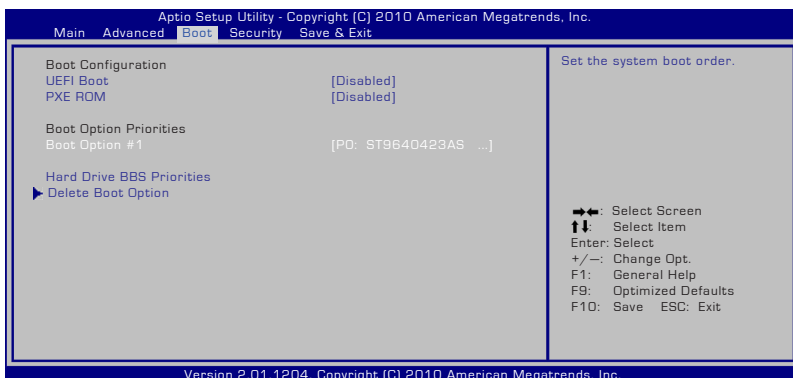 Aptio Setup Utility - Copyright (C) 2010 American Megatrends, Inc.
Main Advanced Boot Security Save & Exit
Boot Configuration
UEFI Boot [Disabled]
PXE ROM [Disabled]
Boot Option Priorities
Boot Option #1 [P0: ST9640423AS ...]
Hard Drive BBS Priorities
Delete Boot Option
Set the system boot order.
→←: Select Screen
↑↓: Select Item
Enter: Select
+/—: Change Opt.
F1: General Help
F9: Optimized Defaults
F10: Save ESC: Exit
Version 2.01.1204. Copyright (C) 2010 American Megatrends, Inc.